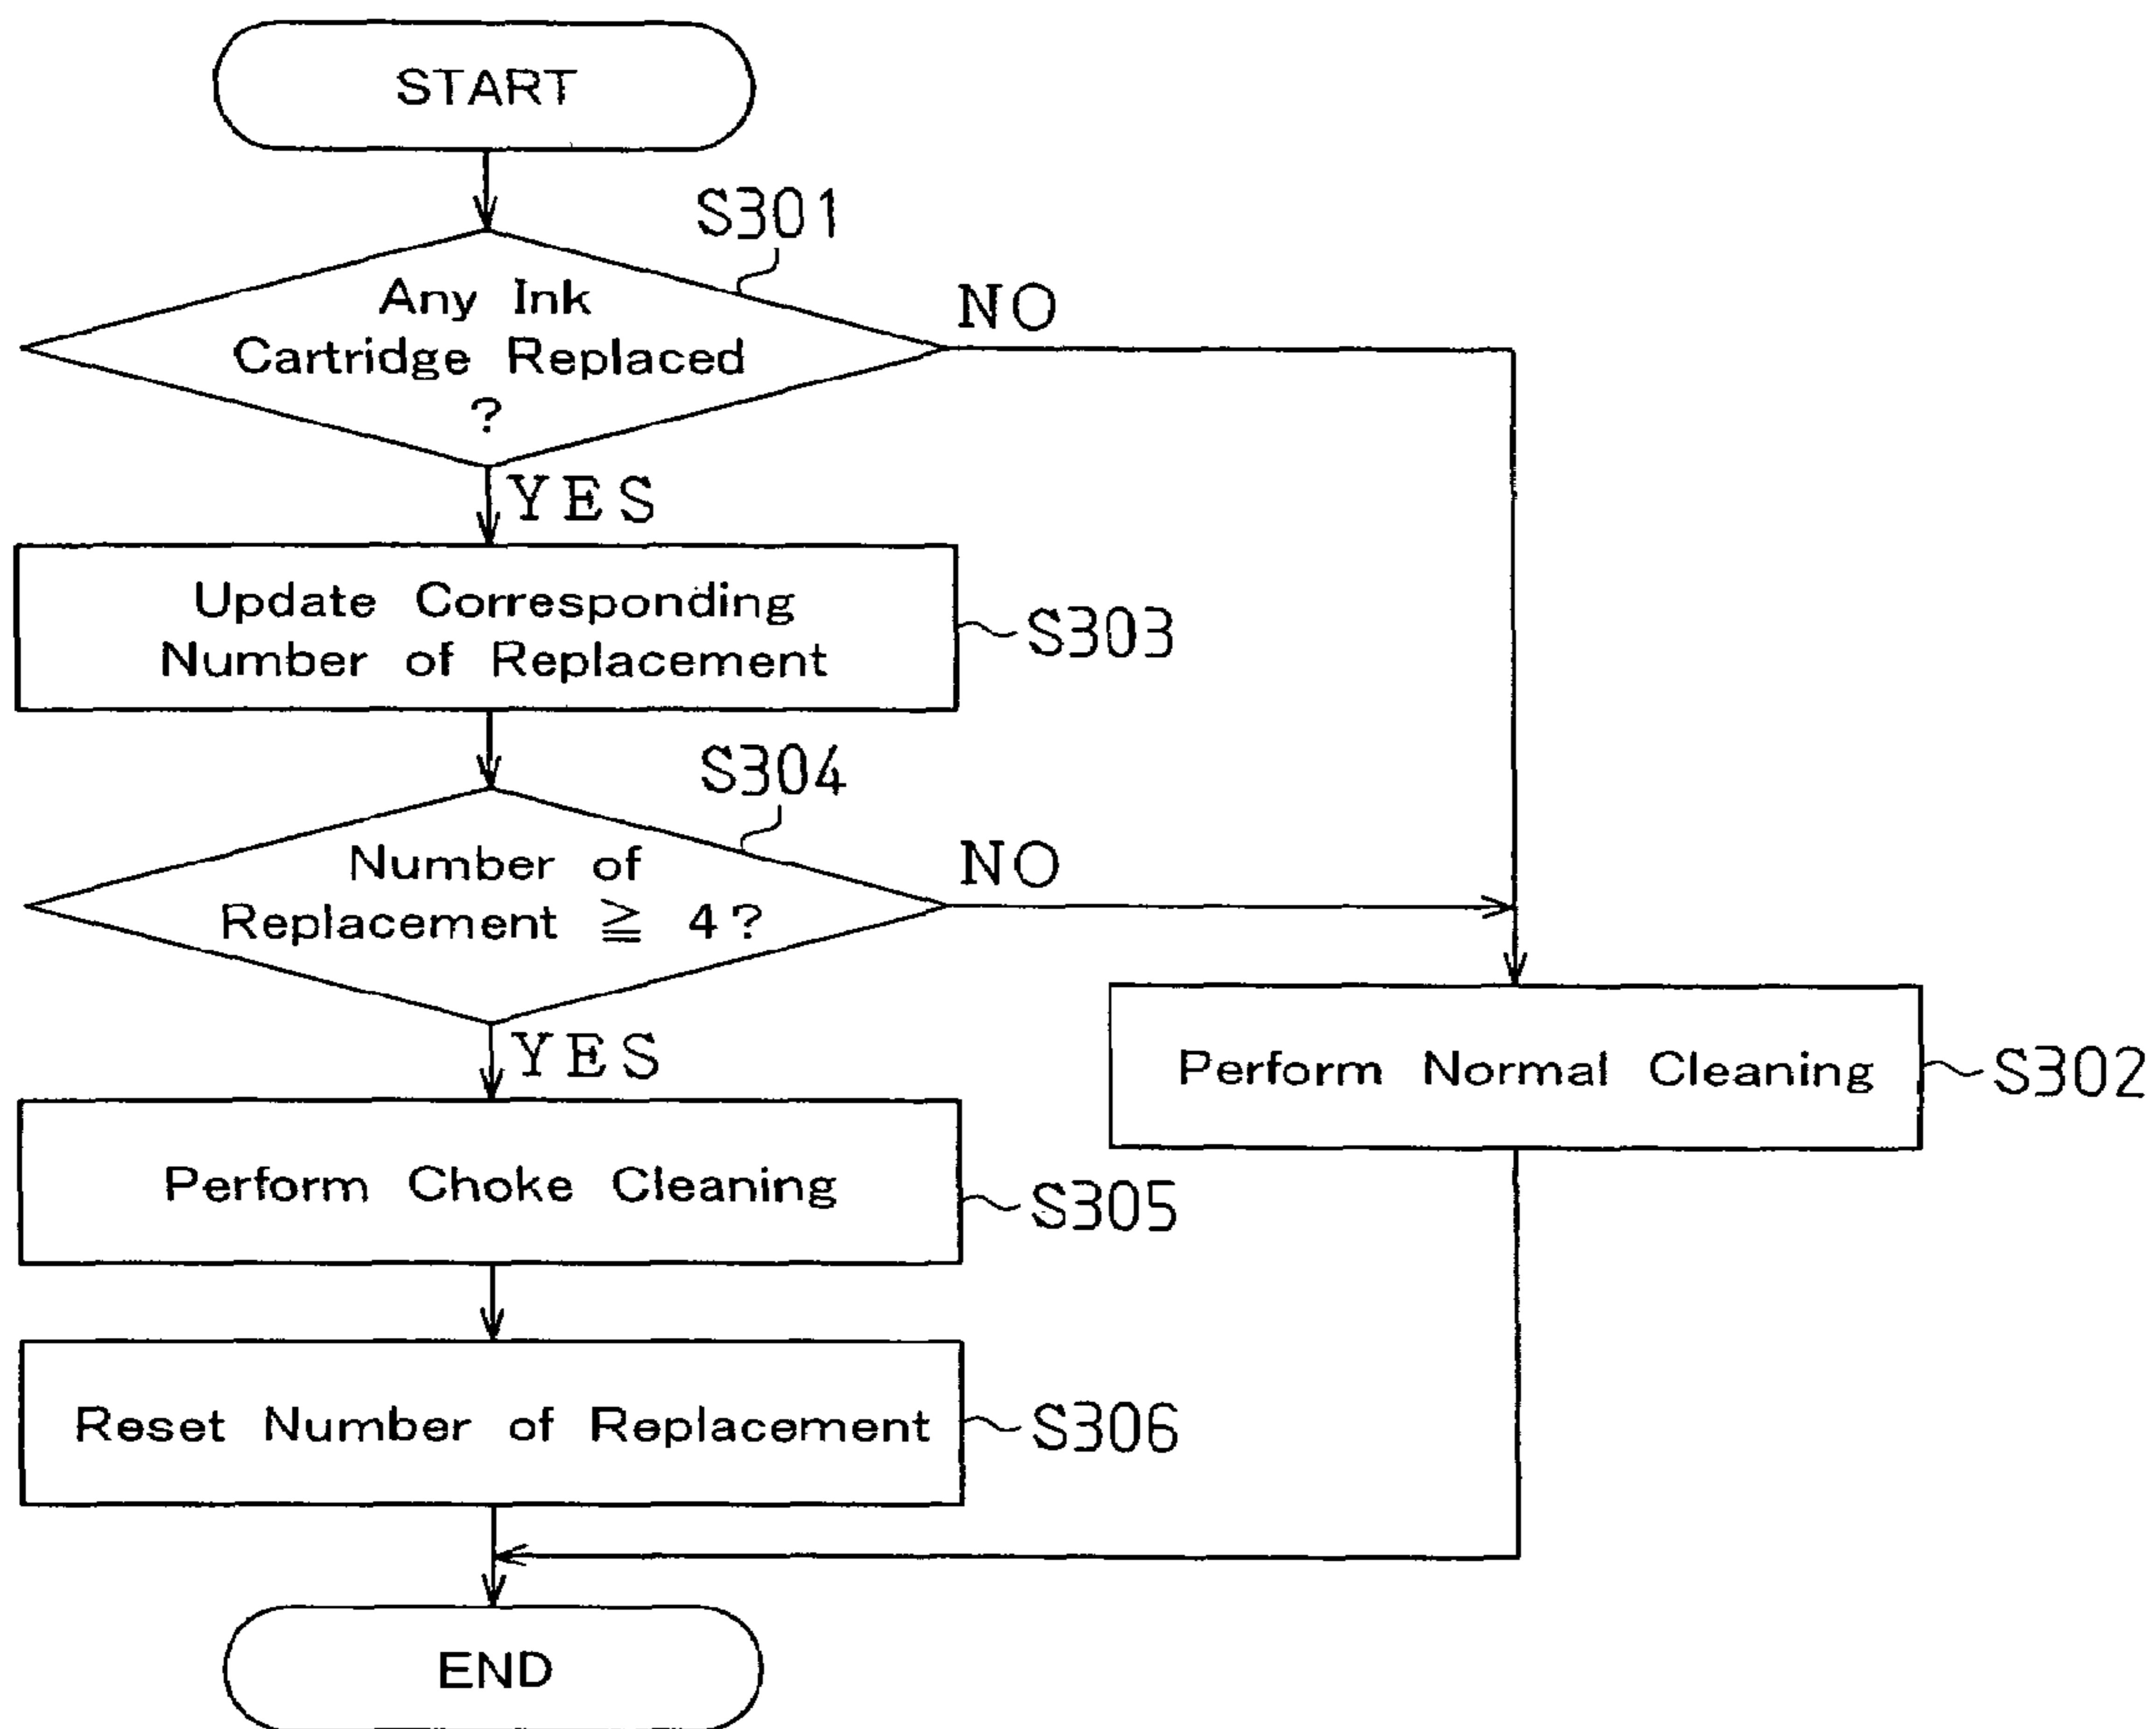 START
S301
Any Ink
Cartridge Replaced
?
NO
YES
Update Corresponding
Number of Replacement
S303
S304
Number of
Replacement ≧ 4?
NO
YES
Perform Normal Cleaning
S302
Perform Choke Cleaning
S305
Reset Number of Replacement
S306
END